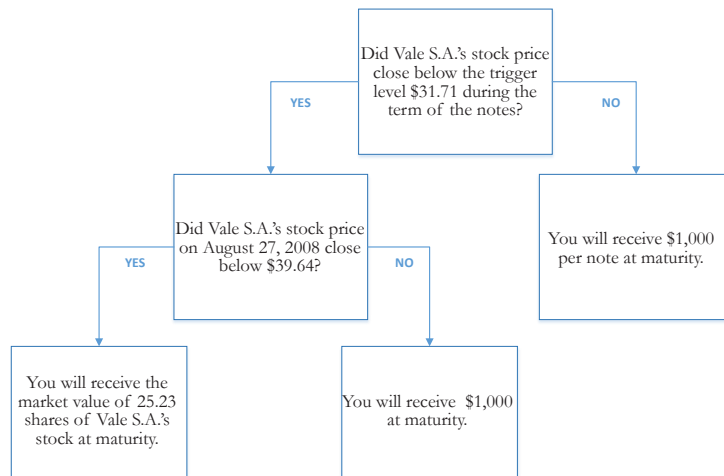 Did Vale S.A.'s stock price
close below the trigger
level $31.71 during the
term of the notes?
YES
NO
Did Vale S.A.'s stock price
on August 27, 2008 close
below $39.64?
You will receive $1,000
per note at maturity.
YES
NO
You will receive the
market value of 25.23
shares of Vale S.A.'s
stock at maturity.
You will receive $1,000
at maturity.